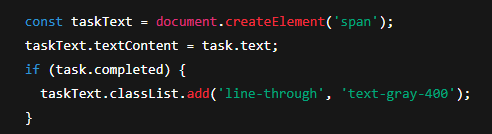 const taskText = document.createElement('span');
taskText.textContent = task.text;
if (task.completed) {
  taskText.classList.add('line-through', 'text-gray-400');
}